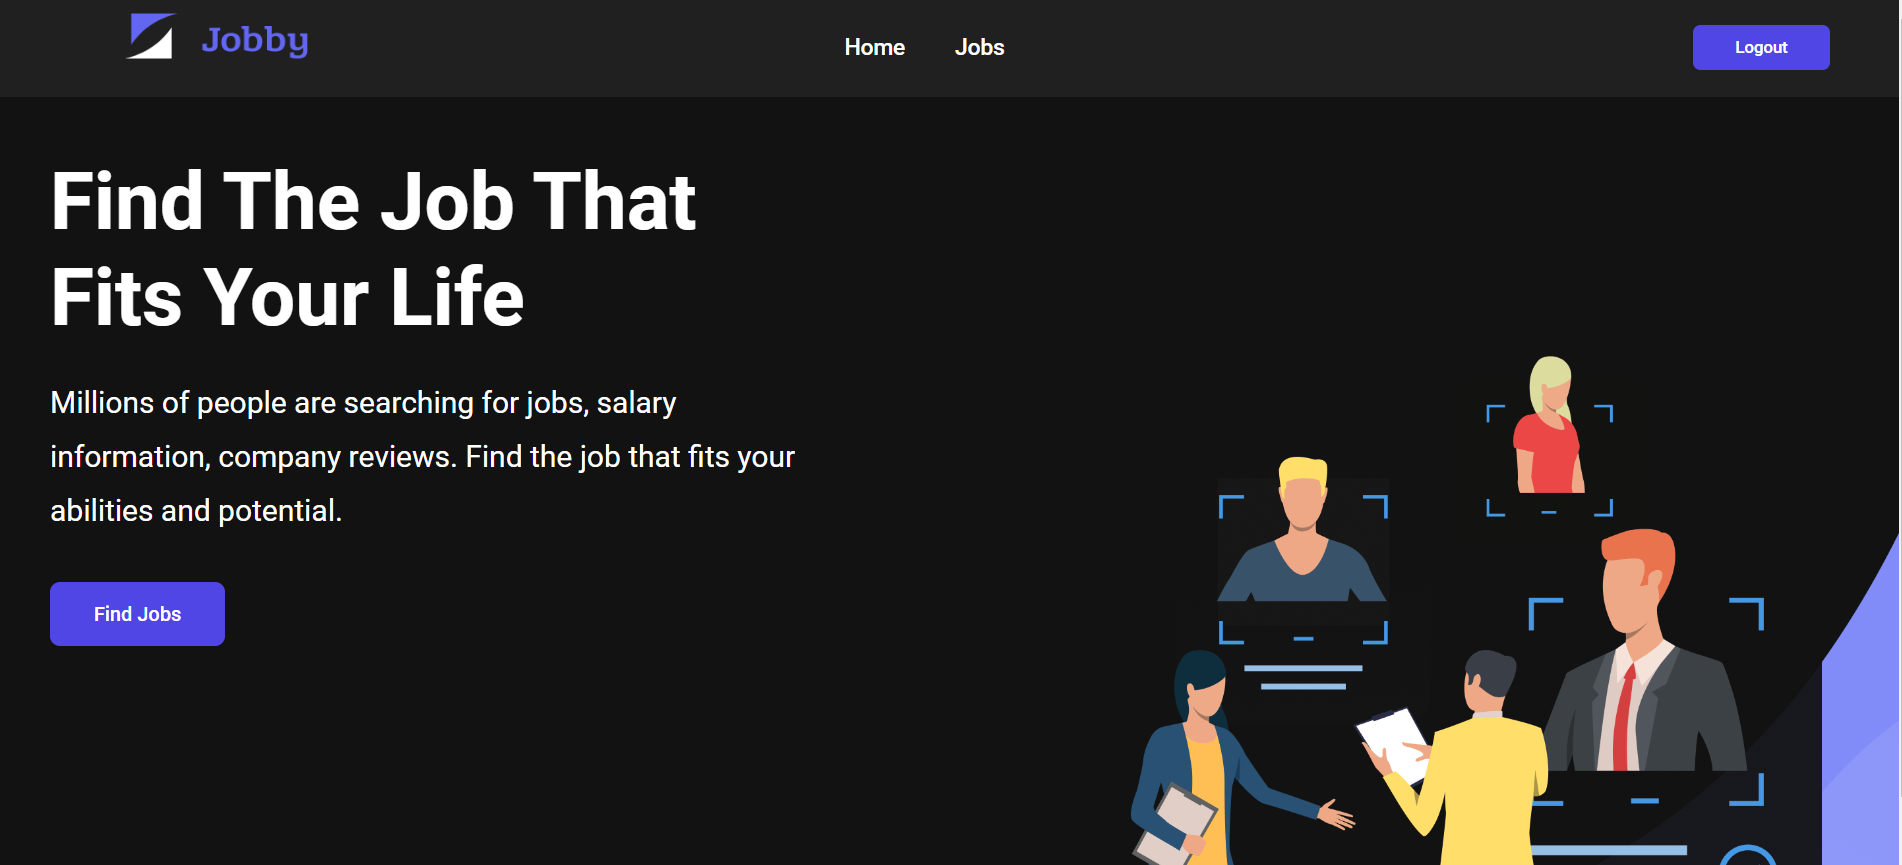 Jobby
Home
Jobs
Logout
Find The Job That
Fits Your Life
Millions of people are searching for jobs, salary
information, company reviews. Find the job that fits your
abilities and potential.
Find Jobs